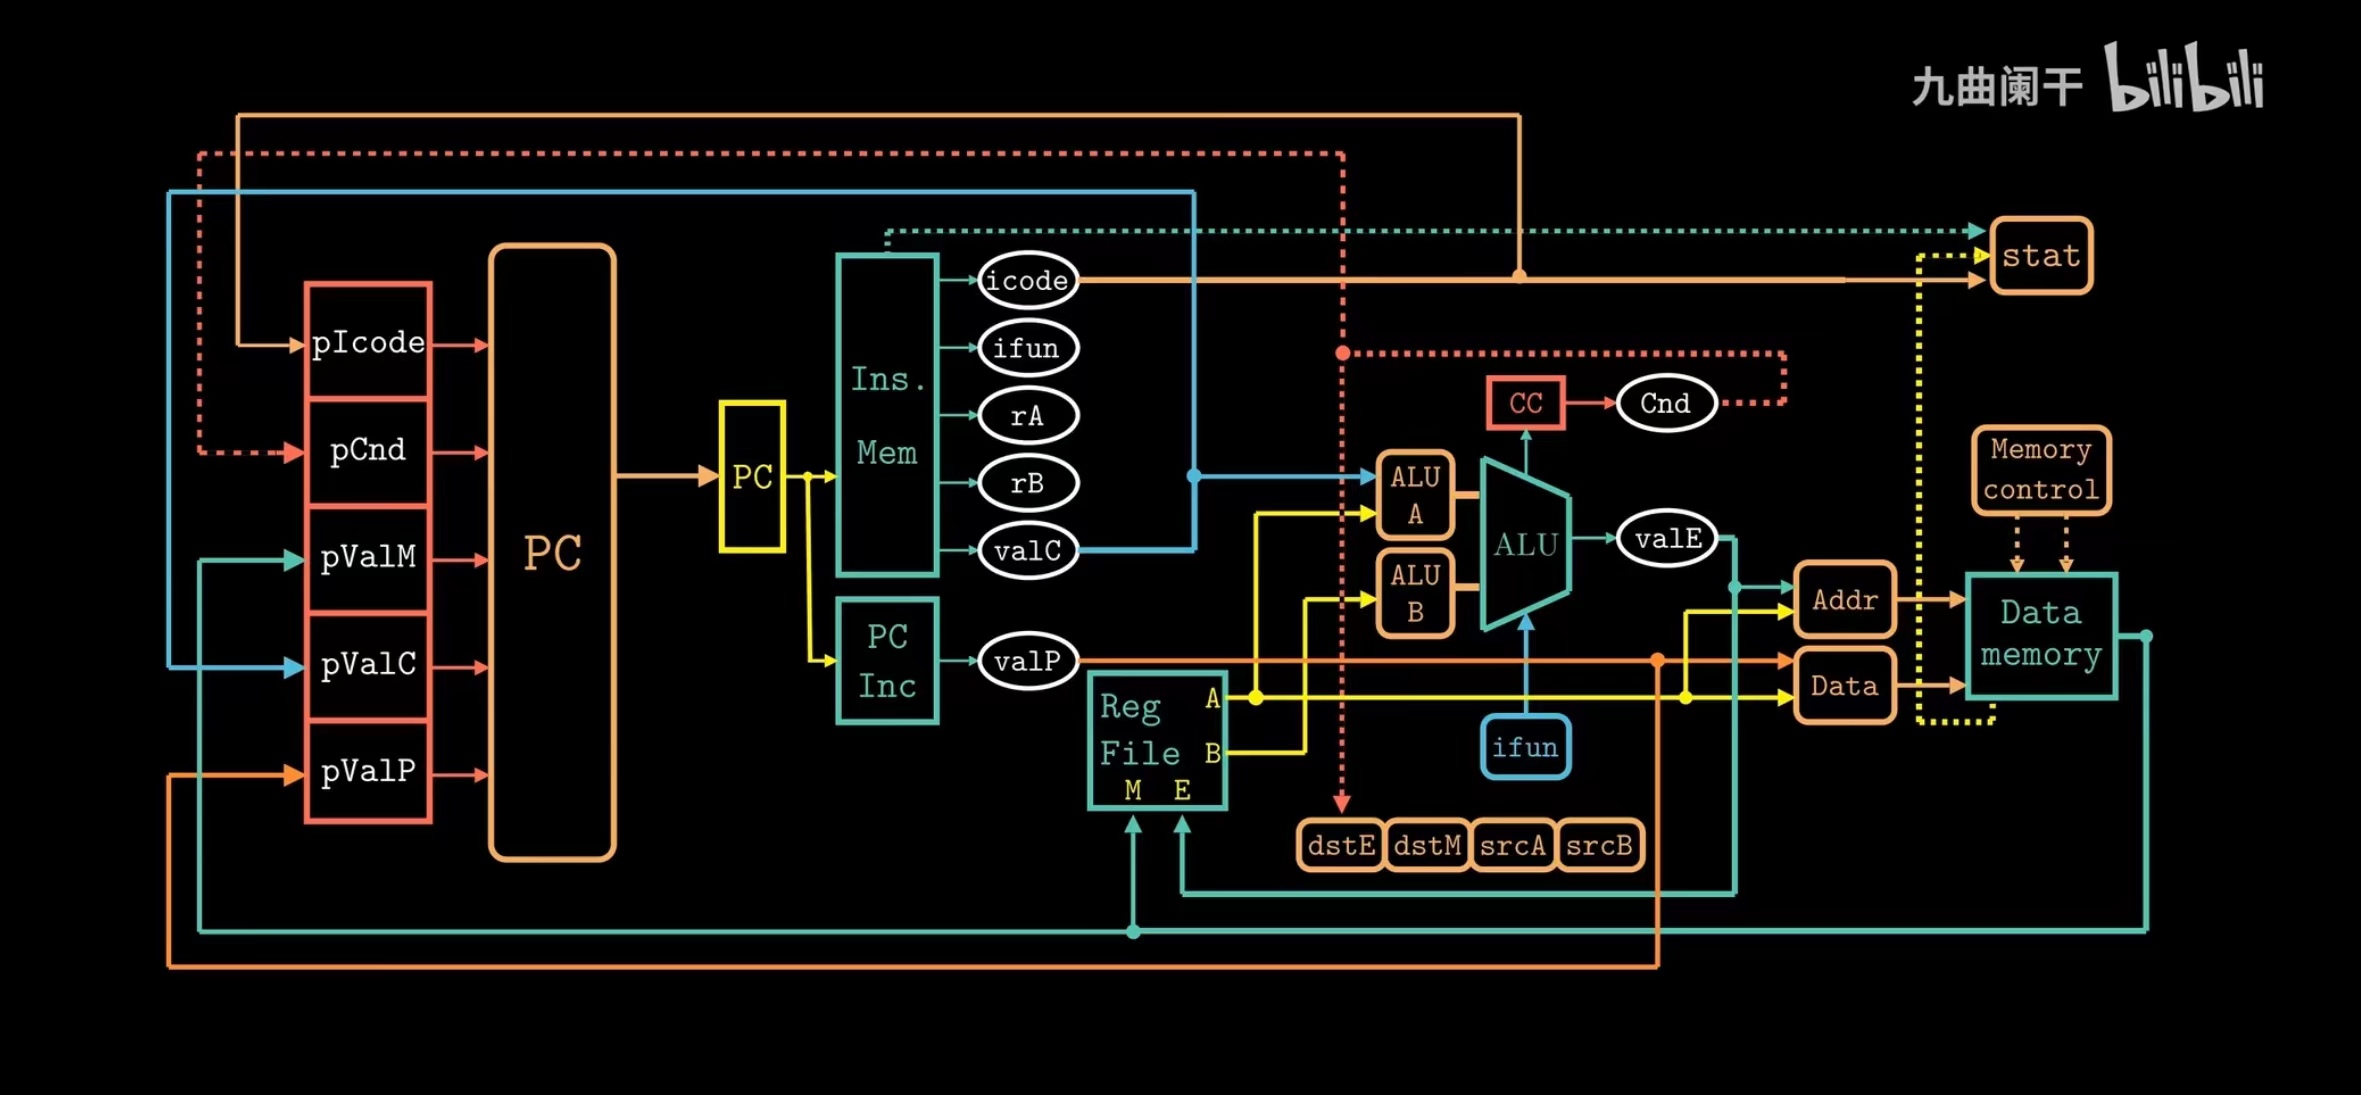 九曲阑干 bilibili
stat
icode
ifun
rA
rB
valC
Ins.
Mem
pIcode
pCnd
pValM
pValC
pValP
PC
PC
PC
Inc
valP
CC
Cnd
ALU
A
ALU
B
ALU
valE
Memory
control
Addr
Data
Data
memory
Reg
File
A
B
M E
ifun
dstE dstM srcA srcB